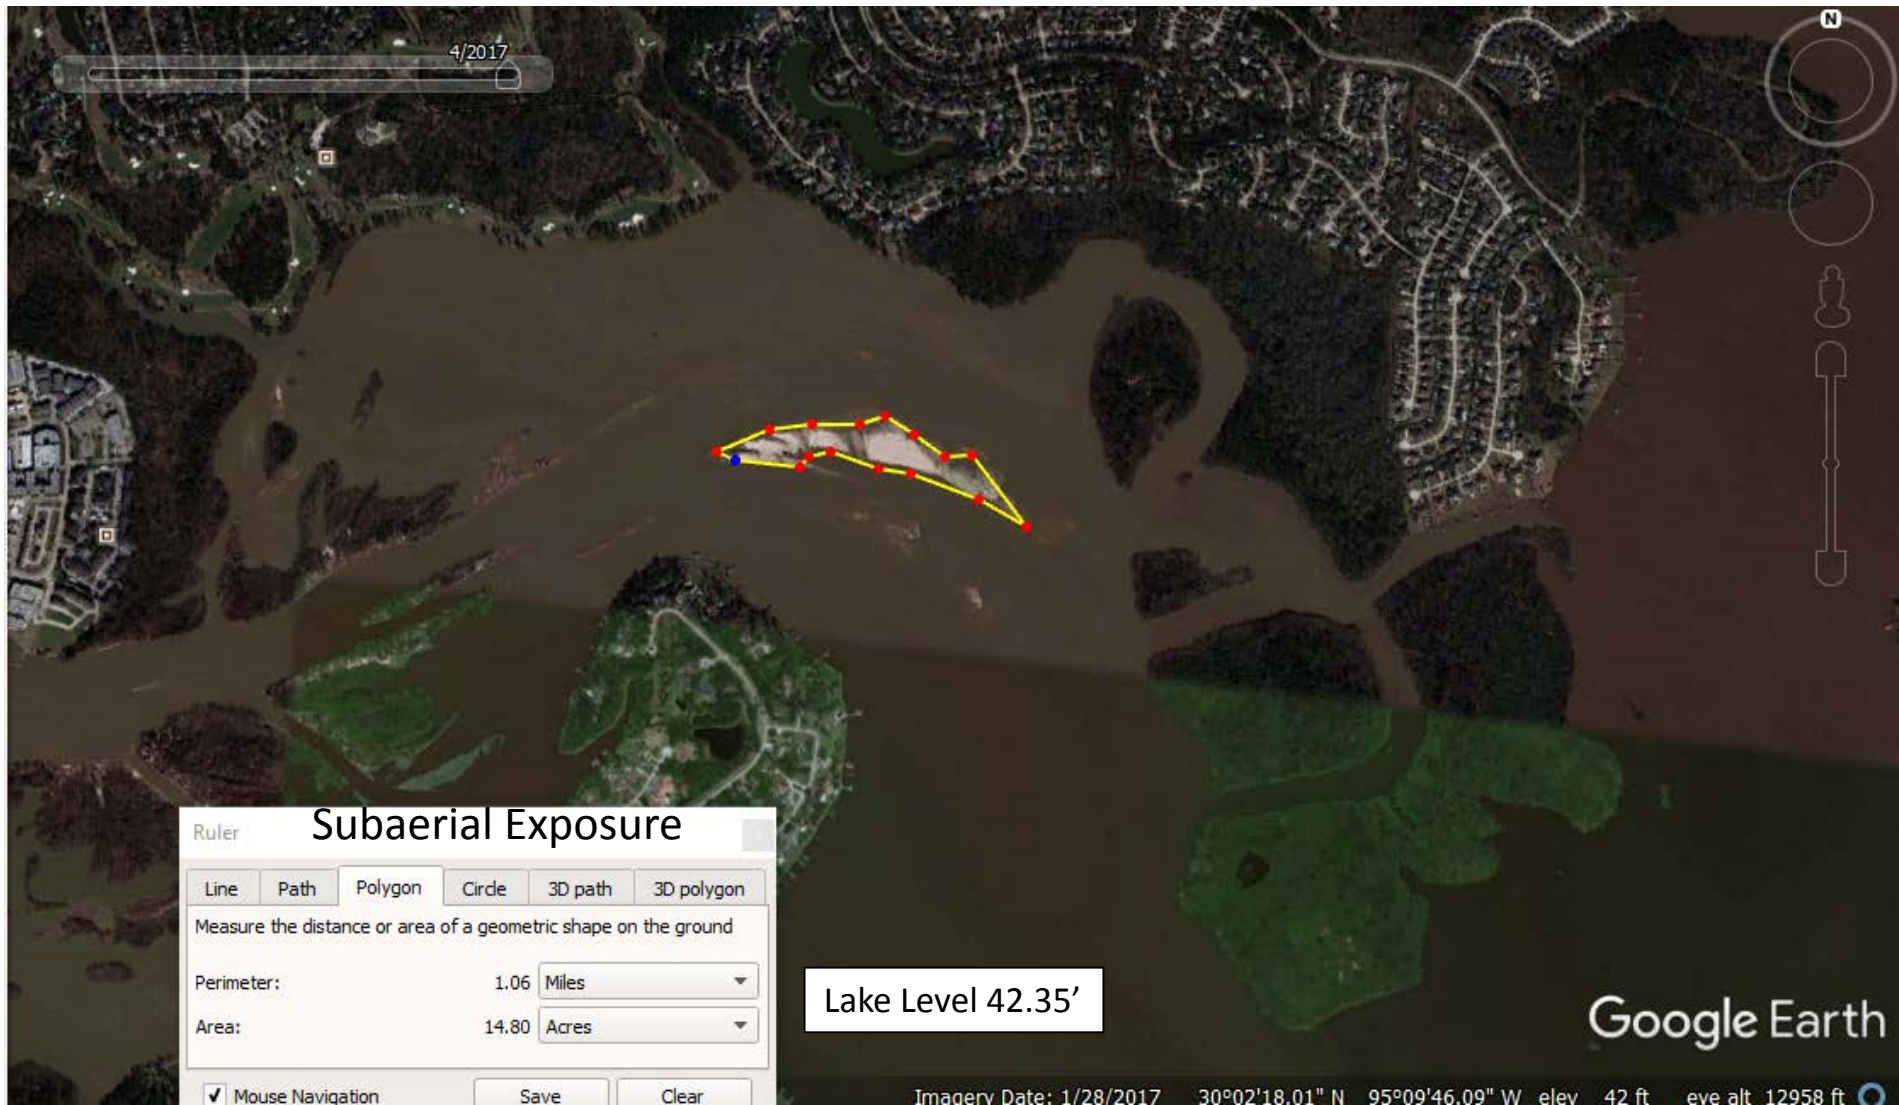 4/2017
N
Ruler
Subaerial Exposure
Line Path Polygon Circle 3D path 3D polygon
Measure the distance or area of a geometric shape on the ground
Perimeter: 1.06 Miles
Area: 14.80 Acres
Mouse Navigation Save Clear
Lake Level 42.35’
Google Earth
Imagery Date: 1/28/2017 30°02'18.01" N 95°09'46.09" W elev 42 ft eye alt 12958 ft